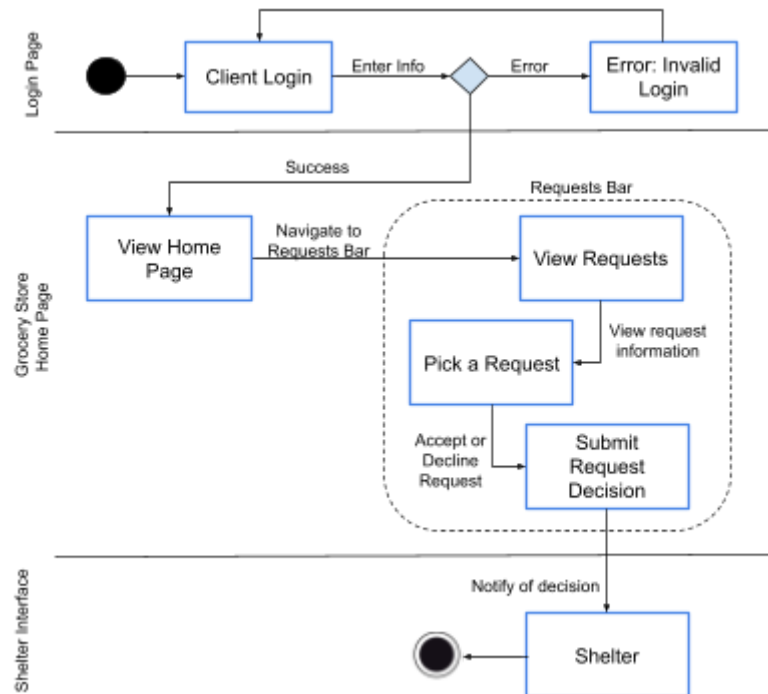 Login Page
Client Login
Enter Info
Error
Error: Invalid
Login
Success
Requests Bar
Grocery Store
Home Page
View Home
Page
Navigate to
Requests Bar
View Requests
View request
information
Pick a Request
Accept or
Decline
Request
Submit
Request
Decision
Shelter Interface
Notify of decision
Shelter